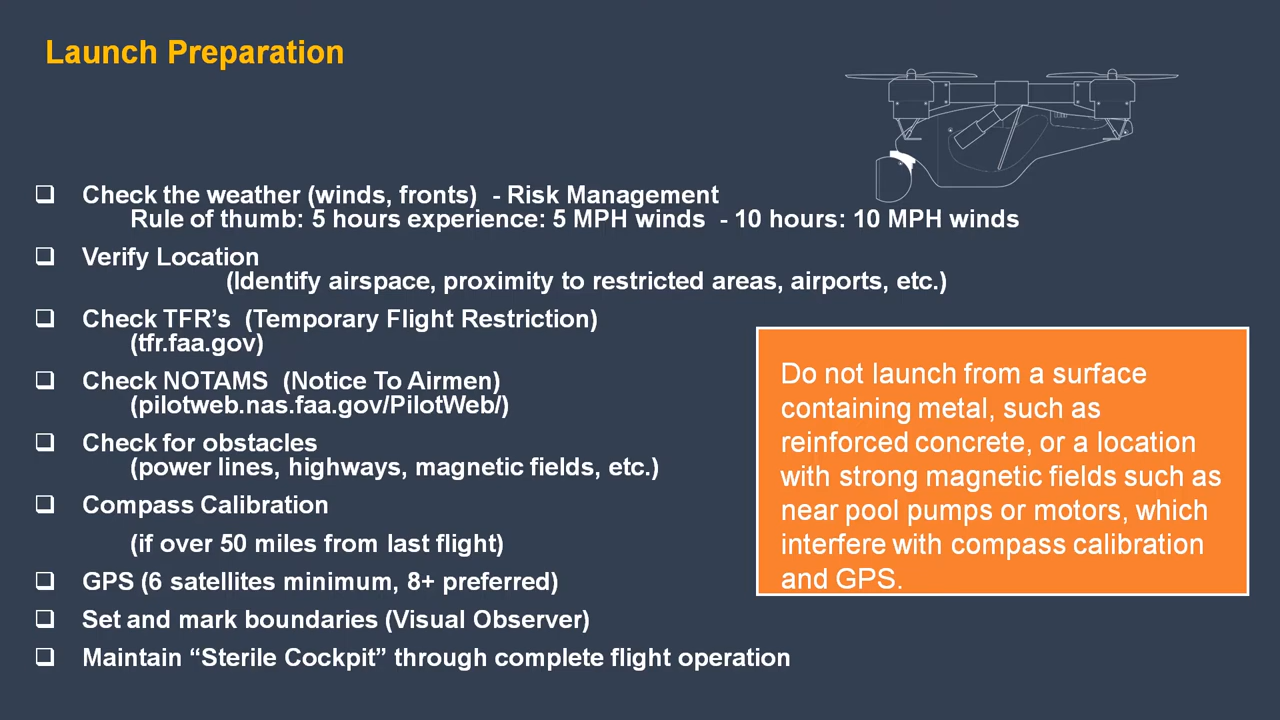 Launch Preparation
❑ Check the weather (winds, fronts) - Risk Management
Rule of thumb: 5 hours experience: 5 MPH winds - 10 hours: 10 MPH winds
❑ Verify Location
(Identify airspace, proximity to restricted areas, airports, etc.)
❑ Check TFR’s (Temporary Flight Restriction)
(tfr.faa.gov)
❑ Check NOTAMS (Notice To Airmen)
(pilotweb.nas.faa.gov/PilotWeb/)
❑ Check for obstacles
(power lines, highways, magnetic fields, etc.)
❑ Compass Calibration
(if over 50 miles from last flight)
❑ GPS (6 satellites minimum, 8+ preferred)
❑ Set and mark boundaries (Visual Observer)
❑ Maintain “Sterile Cockpit” through complete flight operation
Do not launch from a surface
containing metal, such as
reinforced concrete, or a location
with strong magnetic fields such as
near pool pumps or motors, which
interfere with compass calibration
and GPS.